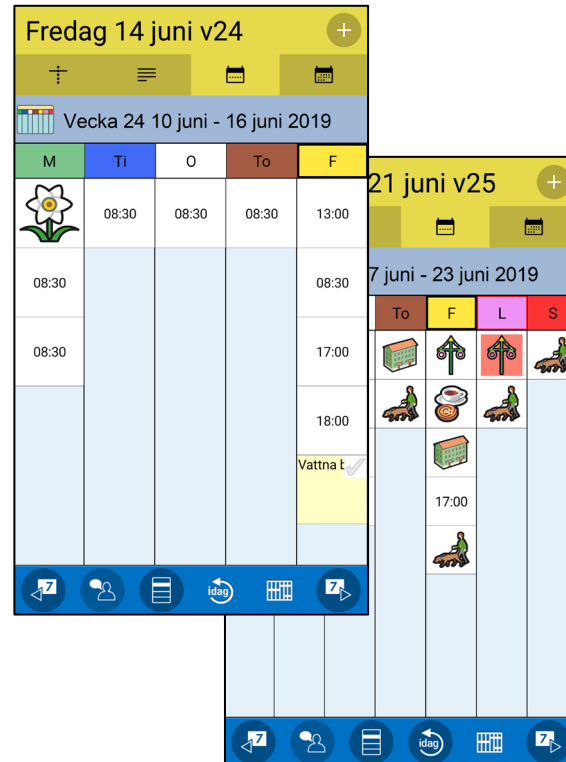 Fredag 14 juni v24
Vecka 24 10 juni - 16 juni 2019
M Ti O To F
08:30 08:30 08:30 13:00
08:30 08:30
08:30 17:00
18:00
Vattna
7 idag 7
21 juni v25
7 juni - 23 juni 2019
To F L S
17:00
7 idag 7